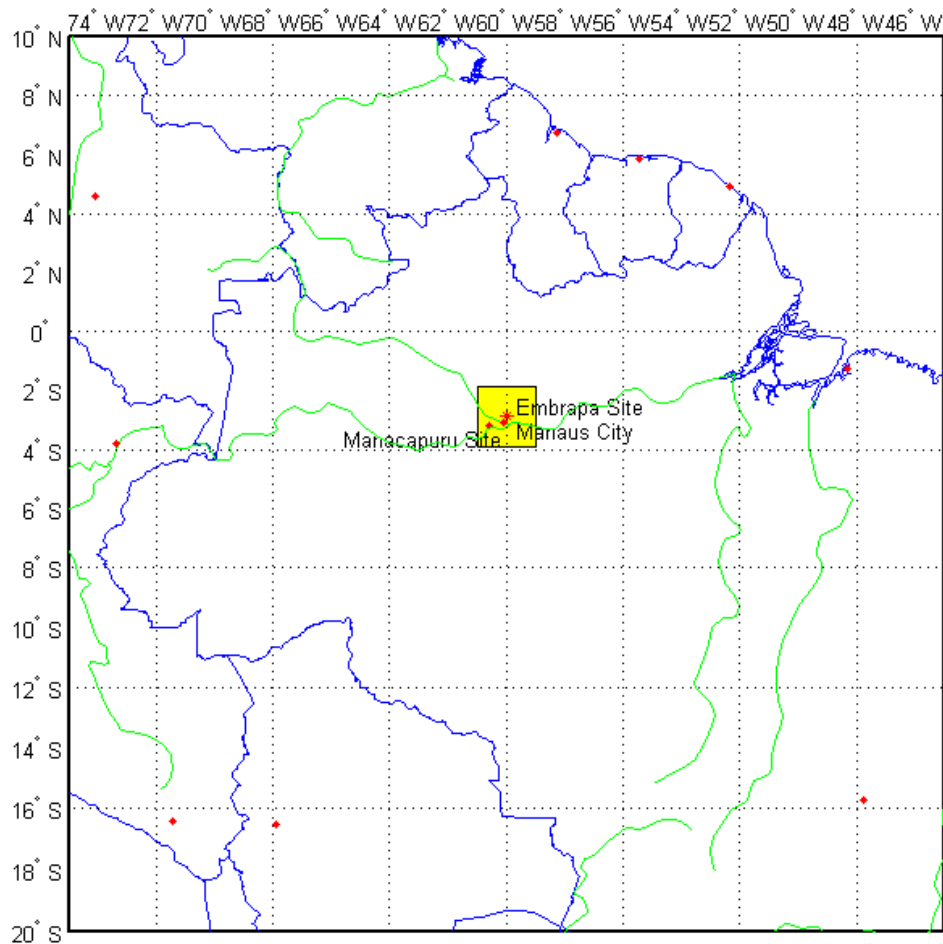 74° W72° W70° W68° W66° W64° W62° W60° W58° W56° W54° W52° W50° W48° W46° W
10° N
8° N
6° N
4° N
2° N
0°
2° S
Embrapa Site
Manaus City
Manacapuru Site
4° S
6° S
8° S
10° S
12° S
14° S
16° S
18° S
20° S